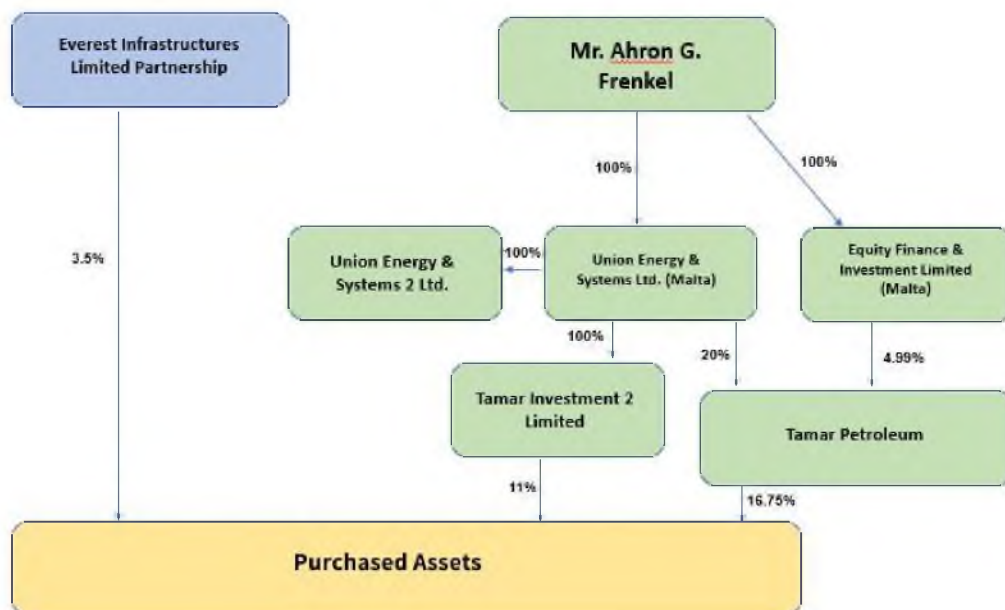 Everest Infrastructures
Limited Partnership
Mr. Ahron G.
Frenkel
100%
100%
3.5%
Union Energy &
Systems 2 Ltd.
100%
Union Energy &
Systems Ltd. (Malta)
Equity Finance &
Investment Limited
(Malta)
100%
20%
4.99%
Tamar Investment 2
Limited
Tamar Petroleum
11%
16.75%
Purchased Assets